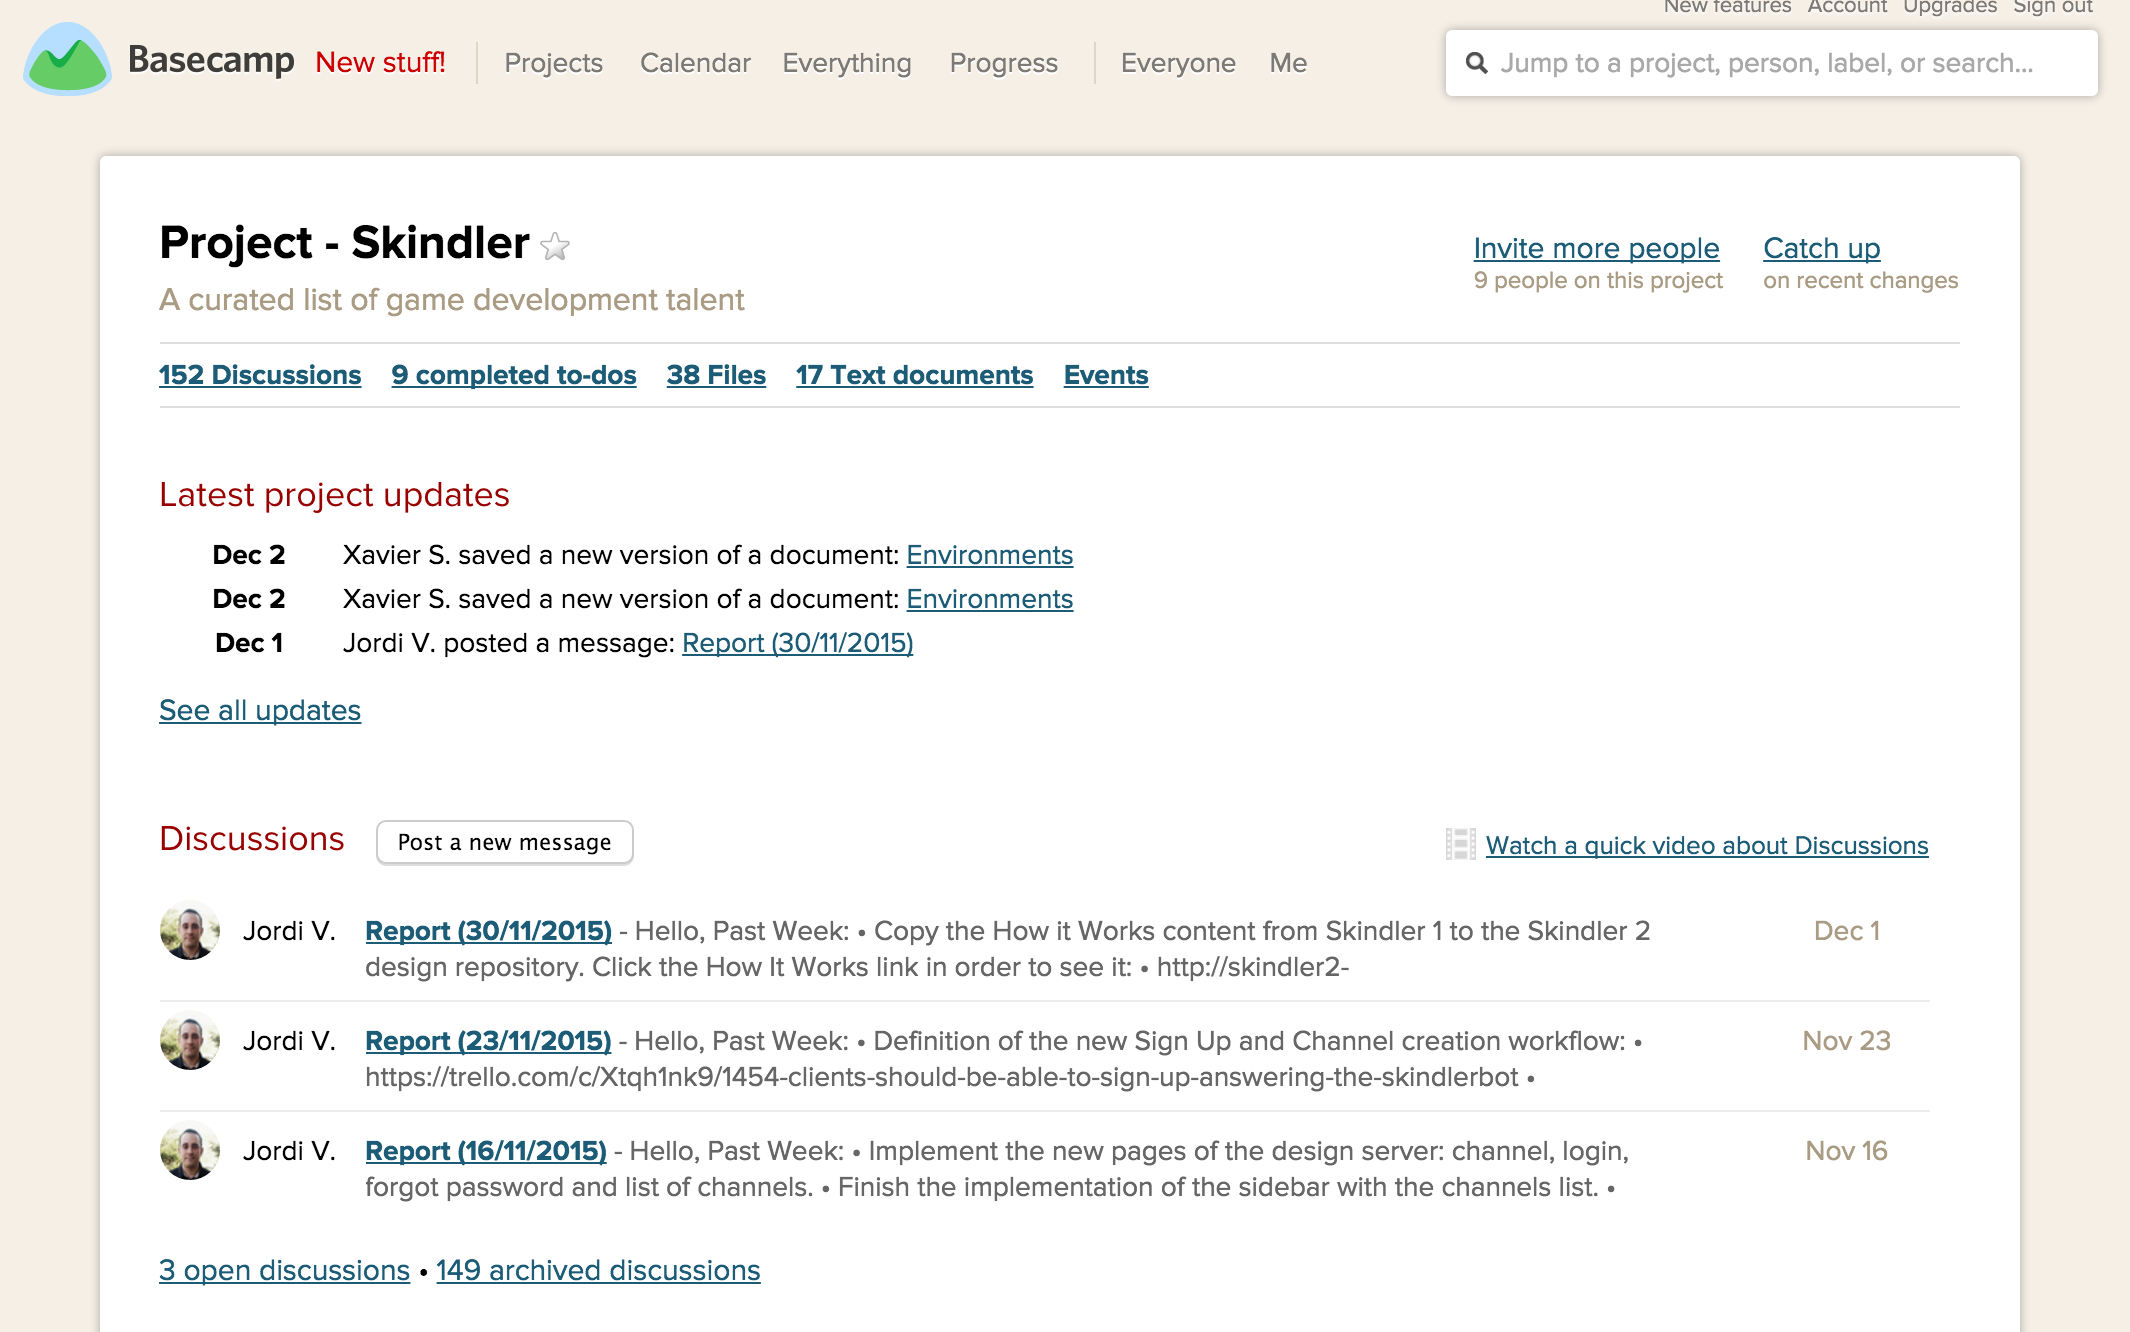 New features Account Upgrades Sign out
Basecamp New stuff! Projects Calendar Everything Progress Everyone Me Jump to a project, person, label, or search...
Project - Skindler
A curated list of game development talent
Invite more people
9 people on this project
Catch up
on recent changes
152 Discussions 9 completed to-dos 38 Files 17 Text documents Events
Latest project updates
Dec 2 Xavier S. saved a new version of a document: Environments
Dec 2 Xavier S. saved a new version of a document: Environments
Dec 1 Jordi V. posted a message: Report (30/11/2015)
See all updates
Discussions Post a new message Watch a quick video about Discussions
Jordi V. Report (30/11/2015) - Hello, Past Week: • Copy the How it Works content from Skindler 1 to the Skindler 2 Dec 1
design repository. Click the How It Works link in order to see it: • http://skindler2-
Jordi V. Report (23/11/2015) - Hello, Past Week: • Definition of the new Sign Up and Channel creation workflow: • Nov 23
https://trello.com/c/Xtqh1nk9/1454-clients-should-be-able-to-sign-up-answering-the-skindlerbot •
Jordi V. Report (16/11/2015) - Hello, Past Week: • Implement the new pages of the design server: channel, login, Nov 16
forgot password and list of channels. • Finish the implementation of the sidebar with the channels list. •
3 open discussions • 149 archived discussions